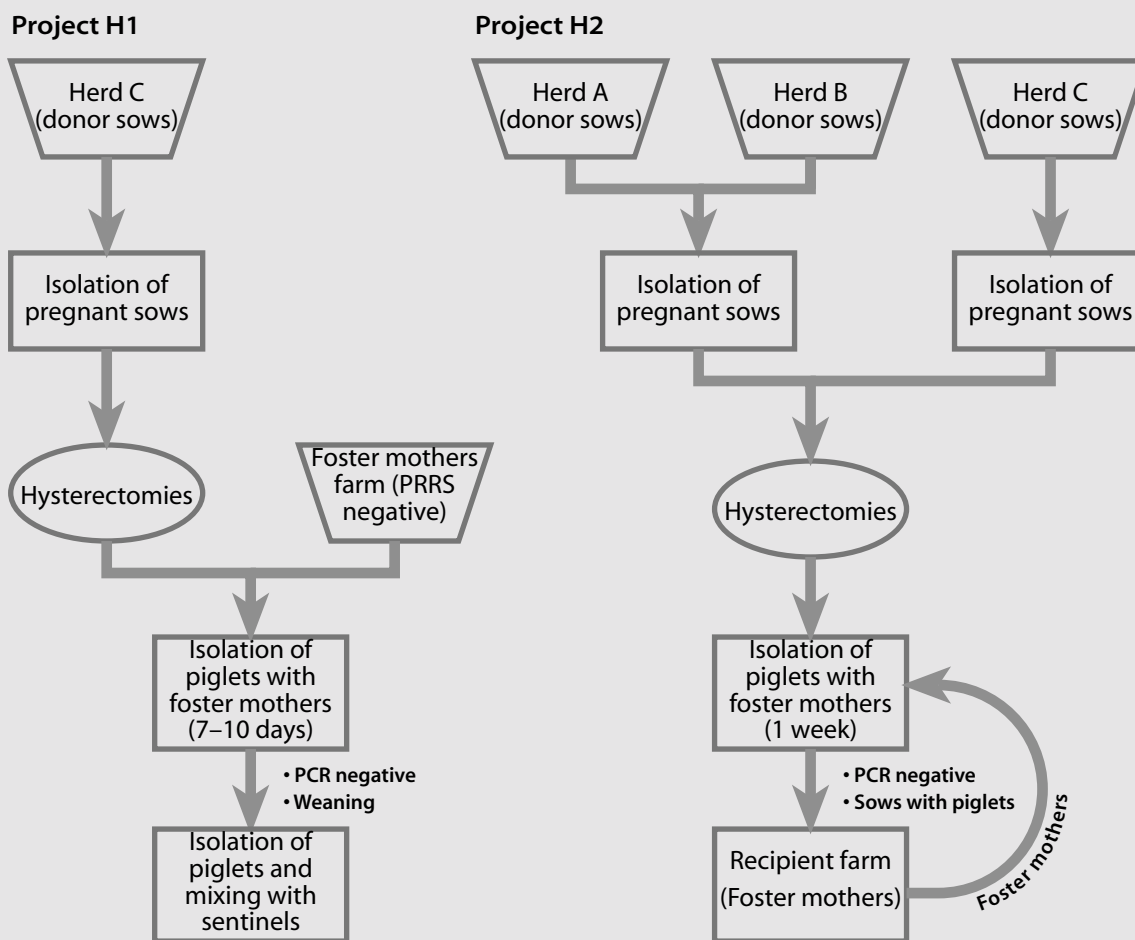 Project H1
Herd C
(donor sows)
Isolation of
pregnant sows
Hysterectomies
Foster mothers
farm (PRRS
negative)
Isolation of
piglets with
foster mothers
(7–10 days)
• PCR negative
• Weaning
Isolation of
piglets and
mixing with
sentinels
Project H2
Herd A
(donor sows)
Herd B
(donor sows)
Herd C
(donor sows)
Isolation of
pregnant sows
Isolation of
pregnant sows
Hysterectomies
Isolation of
piglets with
foster mothers
(1 week)
• PCR negative
• Sows with piglets
Recipient farm
(Foster mothers)
Foster mothers